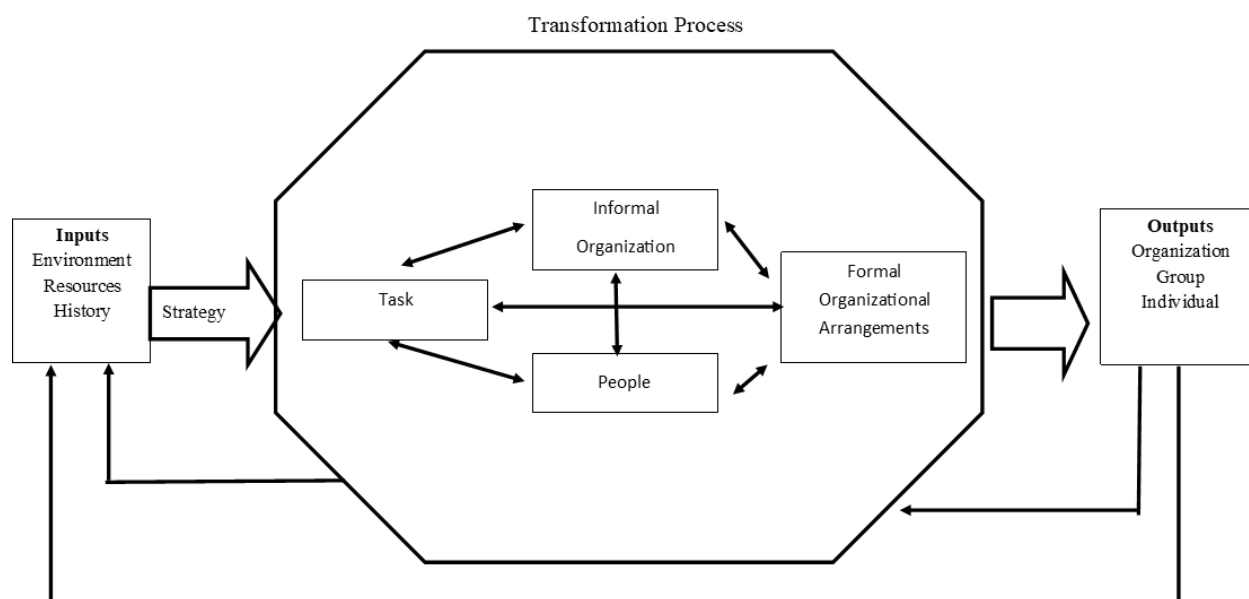 Transformation Process
Inputs
Environment
Resources
History
Strategy
Informal
Organization
Task
Formal
Organizational
Arrangements
People
Outputs
Organization
Group
Individual